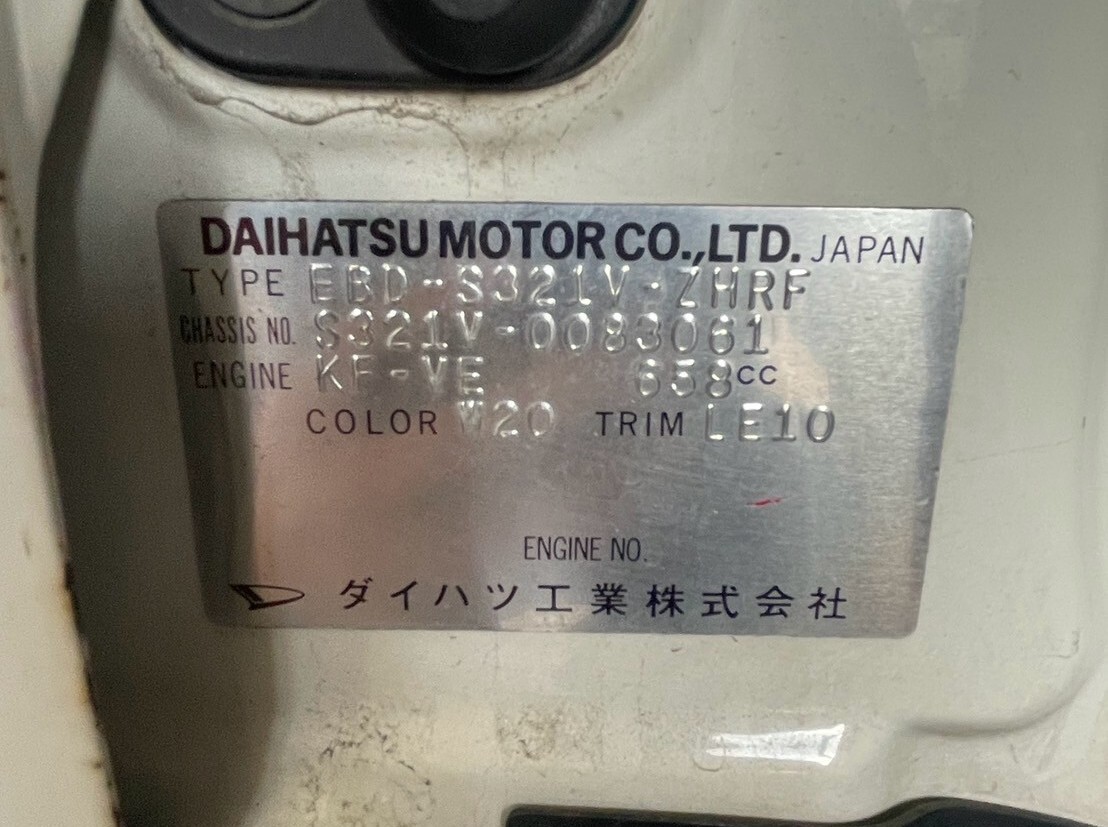 DAIHATSU MOTOR CO.,LTD. JAPAN
TYPE EBD-S321V-ZHRF
CHASSIS NO. S321V-0083061
ENGINE KF-VE 658CC
COLOR W20 TRIM LE10
ENGINE NO.
ダイハツ工業株式会社